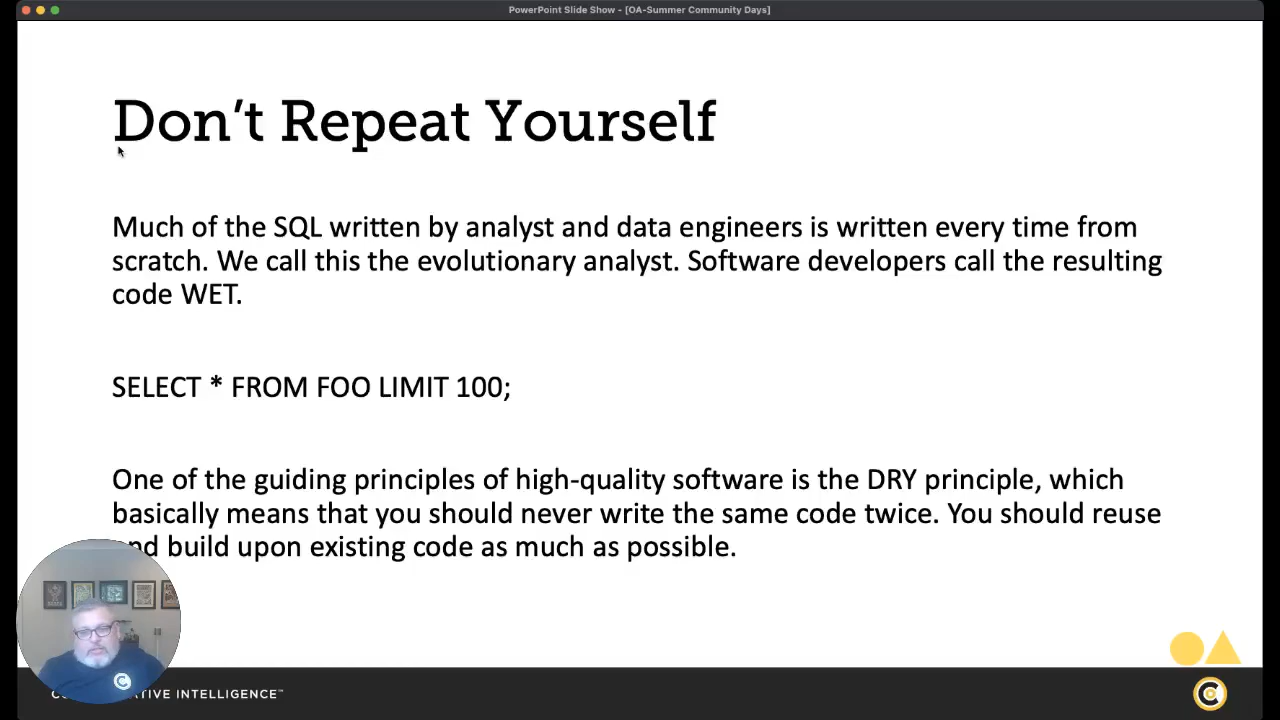 PowerPoint Slide Show - [OA-Summer Community Days]
Don't Repeat Yourself
Much of the SQL written by analyst and data engineers is written every time from
scratch. We call this the evolutionary analyst. Software developers call the resulting
code WET.
SELECT * FROM FOO LIMIT 100;
One of the guiding principles of high-quality software is the DRY principle, which
basically means that you should never write the same code twice. You should reuse
and build upon existing code as much as possible.
INTELLIGENCE™